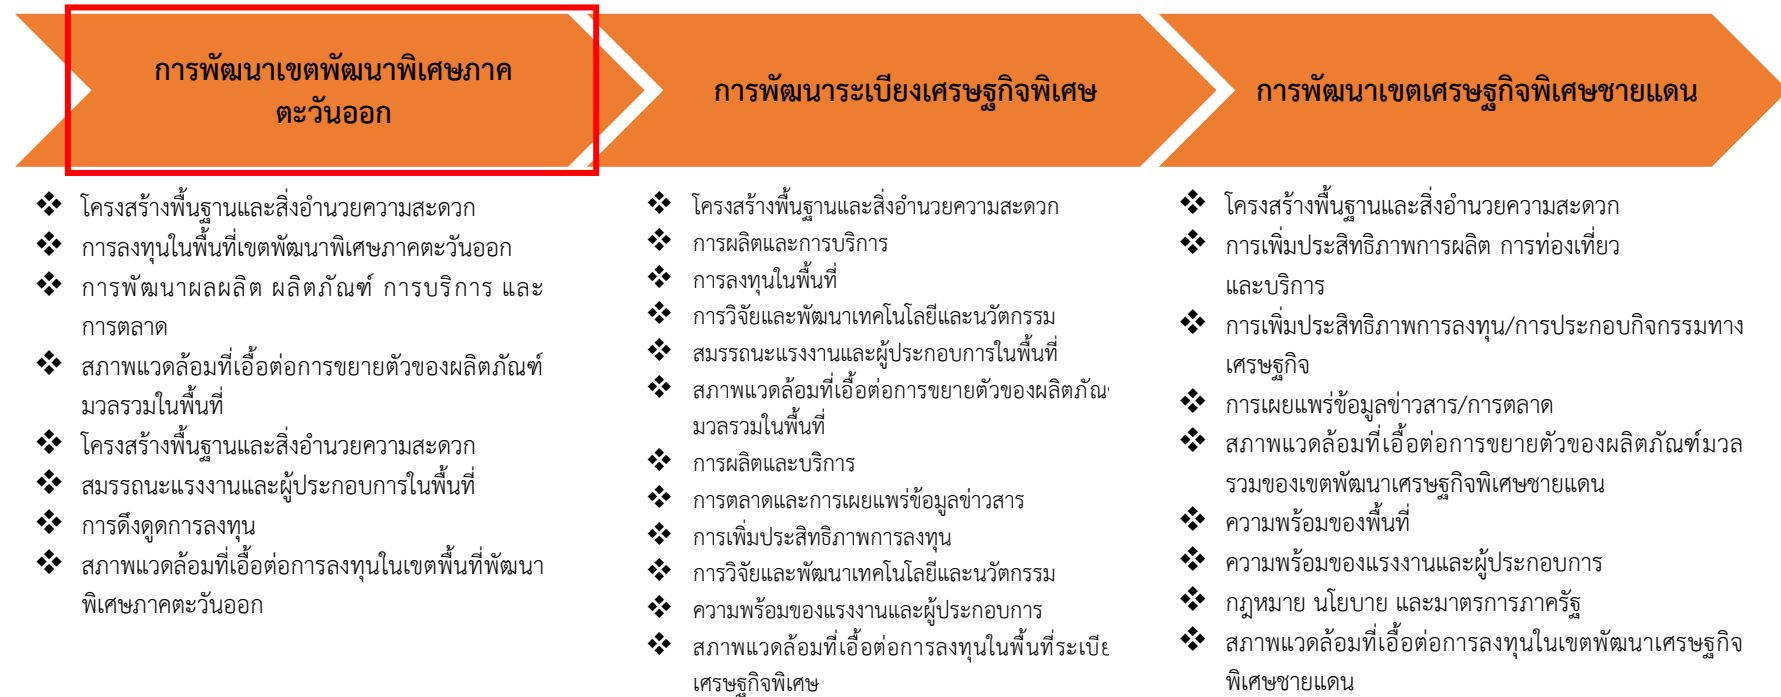 การพัฒนาเขตพัฒนาพิเศษภาค
ตะวันออก
❖ โครงสร้างพื้นฐานและสิ่งอำนวยความสะดวก
❖ การลงทุนในพื้นที่เขตพัฒนาพิเศษภาคตะวันออก
❖ การพัฒนาผลผลิต ผลิตภัณฑ์ การบริการ และ
การตลาด
❖ สภาพแวดล้อมที่เอื้อต่อการขยายตัวของผลิตภัณฑ์
มวลรวมในพื้นที่
❖ โครงสร้างพื้นฐานและสิ่งอำนวยความสะดวก
❖ สมรรถนะแรงงานและผู้ประกอบการในพื้นที่
❖ การดึงดูดการลงทุน
❖ สภาพแวดล้อมที่เอื้อต่อการลงทุนในเขตพื้นที่พัฒนา
พิเศษภาคตะวันออก
การพัฒนาระเบียงเศรษฐกิจพิเศษ
❖ โครงสร้างพื้นฐานและสิ่งอำนวยความสะดวก
❖ การผลิตและการบริการ
❖ การลงทุนในพื้นที่
❖ การวิจัยและพัฒนาเทคโนโลยีและนวัตกรรม
❖ สมรรถนะแรงงานและผู้ประกอบการในพื้นที่
❖ สภาพแวดล้อมที่เอื้อต่อการขยายตัวของผลิตภัณ
มวลรวมในพื้นที่
❖ การผลิตและบริการ
❖ การตลาดและการเผยแพร่ข้อมูลข่าวสาร
❖ การเพิ่มประสิทธิภาพการลงทุน
❖ การวิจัยและพัฒนาเทคโนโลยีและนวัตกรรม
❖ ความพร้อมของแรงงานและผู้ประกอบการ
❖ สภาพแวดล้อมที่เอื้อต่อการลงทุนในพื้นที่ระเบีย
เศรษฐกิจพิเศษ
การพัฒนาเขตเศรษฐกิจพิเศษชายแดน
❖ โครงสร้างพื้นฐานและสิ่งอำนวยความสะดวก
❖ การเพิ่มประสิทธิภาพการผลิต การท่องเที่ยว
และบริการ
❖ การเพิ่มประสิทธิภาพการลงทุน/การประกอบกิจกรรมทาง
เศรษฐกิจ
❖ การเผยแพร่ข้อมูลข่าวสาร/การตลาด
❖ สภาพแวดล้อมที่เอื้อต่อการขยายตัวของผลิตภัณฑ์มวล
รวมของเขตพัฒนาเศรษฐกิจพิเศษชายแดน
❖ ความพร้อมของพื้นที่
❖ ความพร้อมของแรงงานและผู้ประกอบการ
❖ กฎหมาย นโยบาย และมาตรการภาครัฐ
❖ สภาพแวดล้อมที่เอื้อต่อการลงทุนในเขตพัฒนาเศรษฐกิจ
พิเศษชายแดน